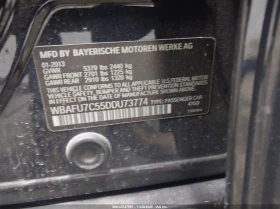 MFD BY BAYERISCHE MOTOREN WERKE AG
01-2013
GVWR 5379 lbs 2440 kg
GAWR FRONT 2701 lbs 1225 kg
GAWR REAR 2910 lbs 1320 kg
THIS VEHICLE CONFORMS TO ALL APPLICABLE U.S. FEDERAL MOTOR
VEHICLE SAFETY, BUMPER AND THEFT PREVENTION STANDARDS
IN EFFECT ON THE DATE OF MANUFACTURE SHOWN ABOVE
WBAFU7C55DDU73774 TYPE: PASSENGER CAR